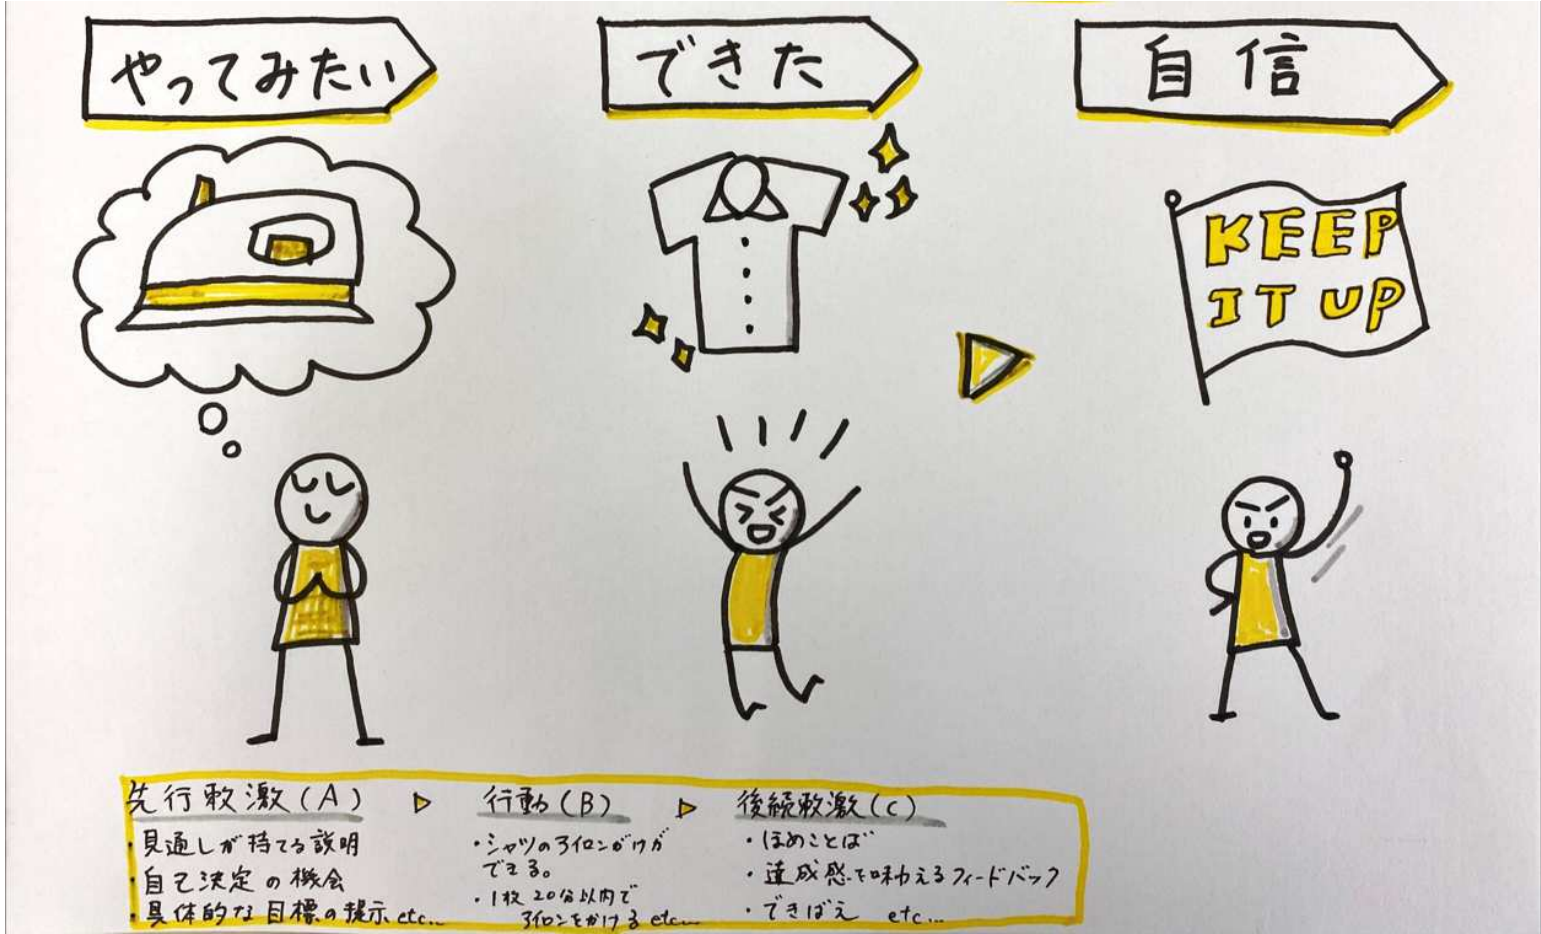 やってみたい
できた
自信
KEEP
IT UP
先行刺激(A) ▷ 行動(B) ▷ 後続刺激(C)
・見通しが持てる説明
・自己決定の機会
・具体的な目標の提示 etc...
・シャツのアイロンがけが
できる。
・1枚20分以内で
アイロンをかける etc...
・ほめことば
・達成感を味わえるフィードバック
・できばえ etc...